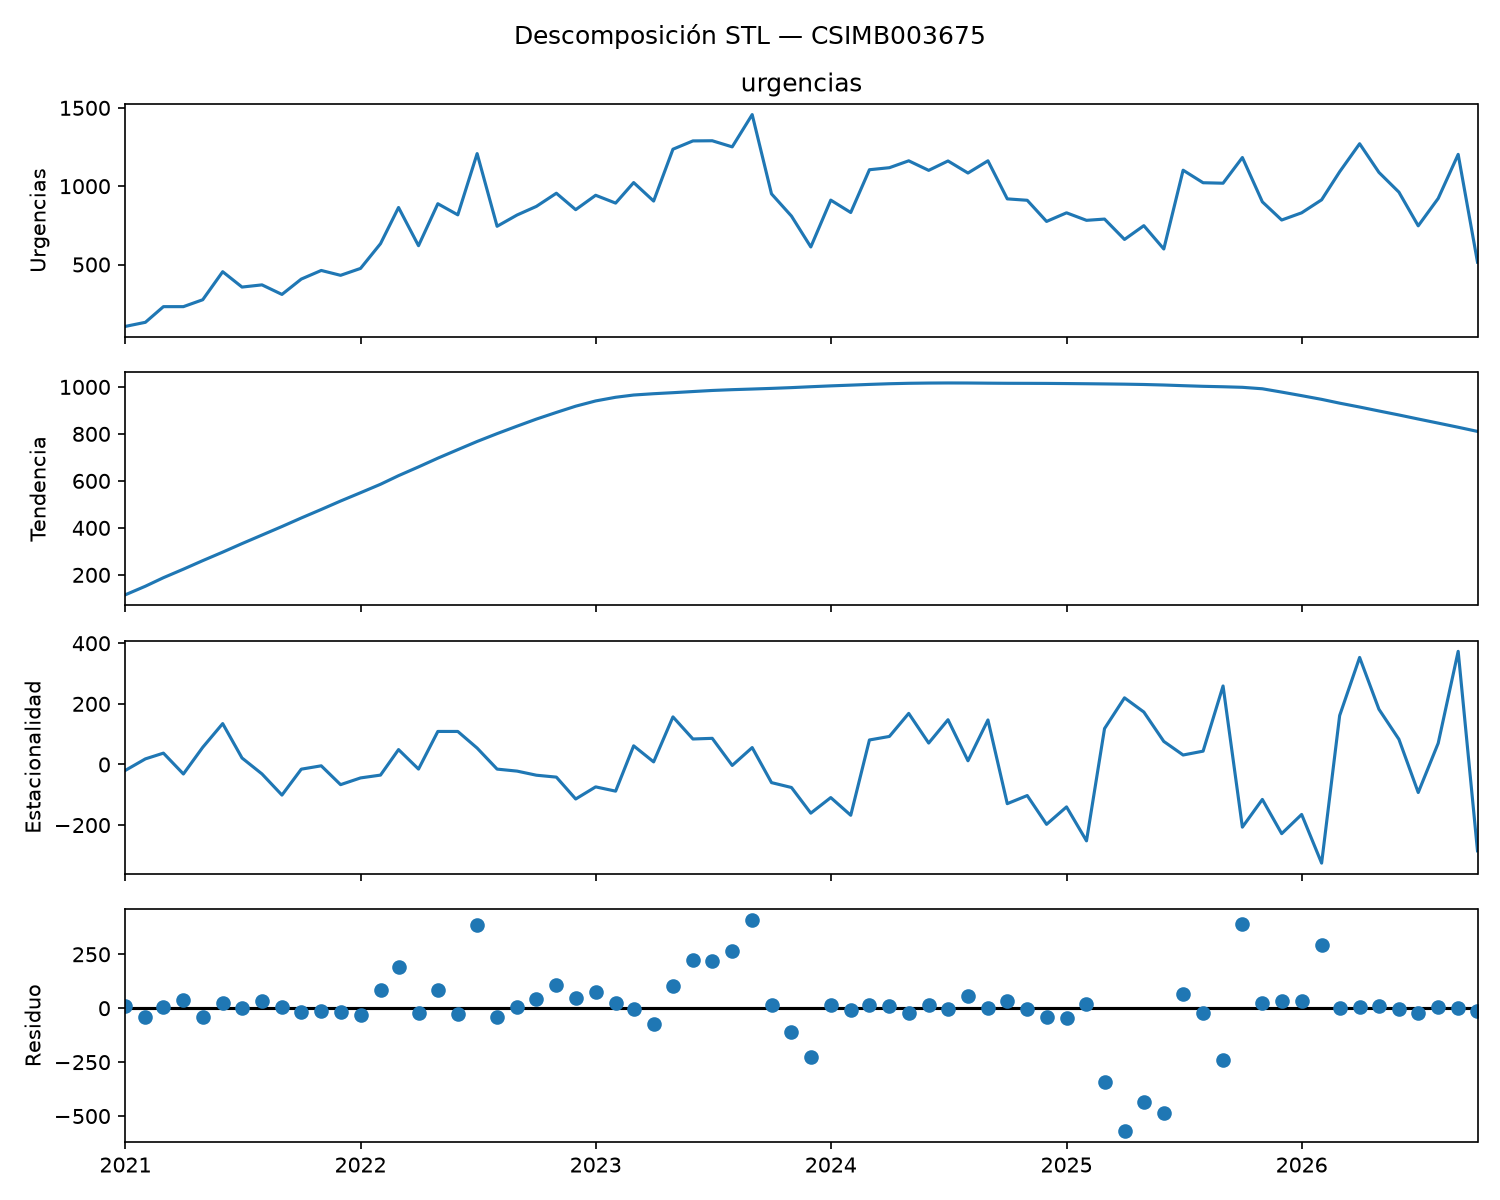 Descomposición STL — CSIMB003675
urgencias
Urgencias
1500
1000
500
Tendencia
1000
800
600
400
200
Estacionalidad
400
200
0
−200
Residuo
250
0
−250
−500
2021 2022 2023 2024 2025 2026